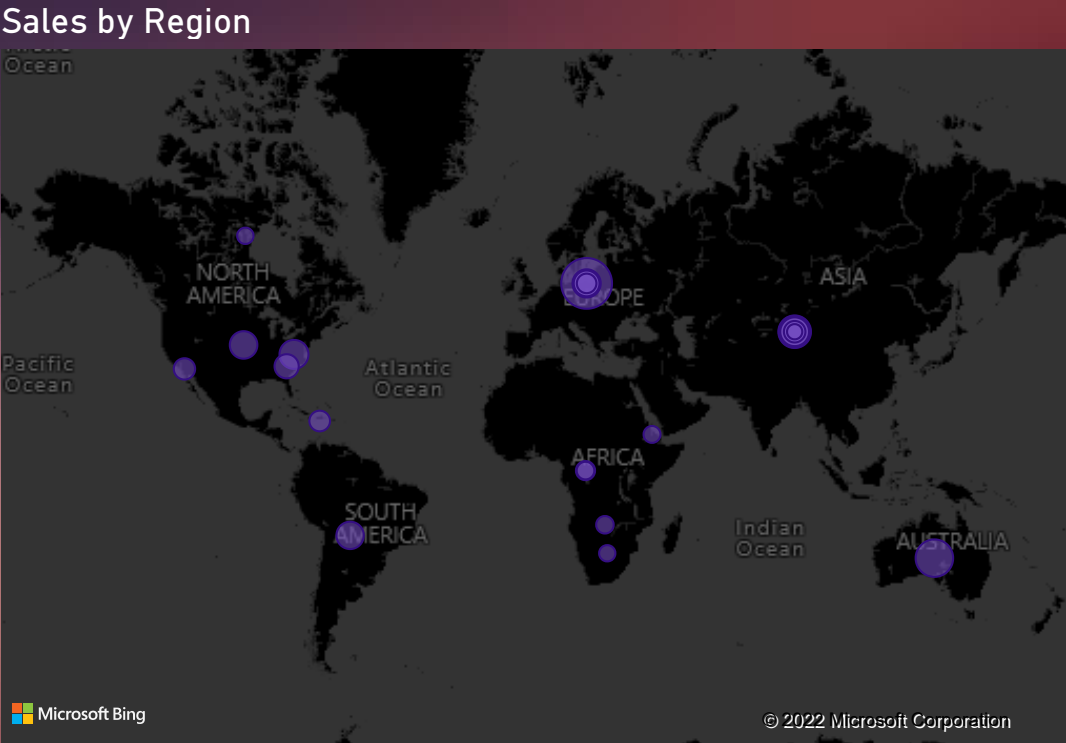 Sales by Region
Ocean
NORTH
AMERICA
EUROPE
ASIA
Pacific
Ocean
Atlantic
Ocean
AFRICA
SOUTH
AMERICA
Indian
Ocean
AUSTRALIA
Microsoft Bing
© 2022 Microsoft Corporation